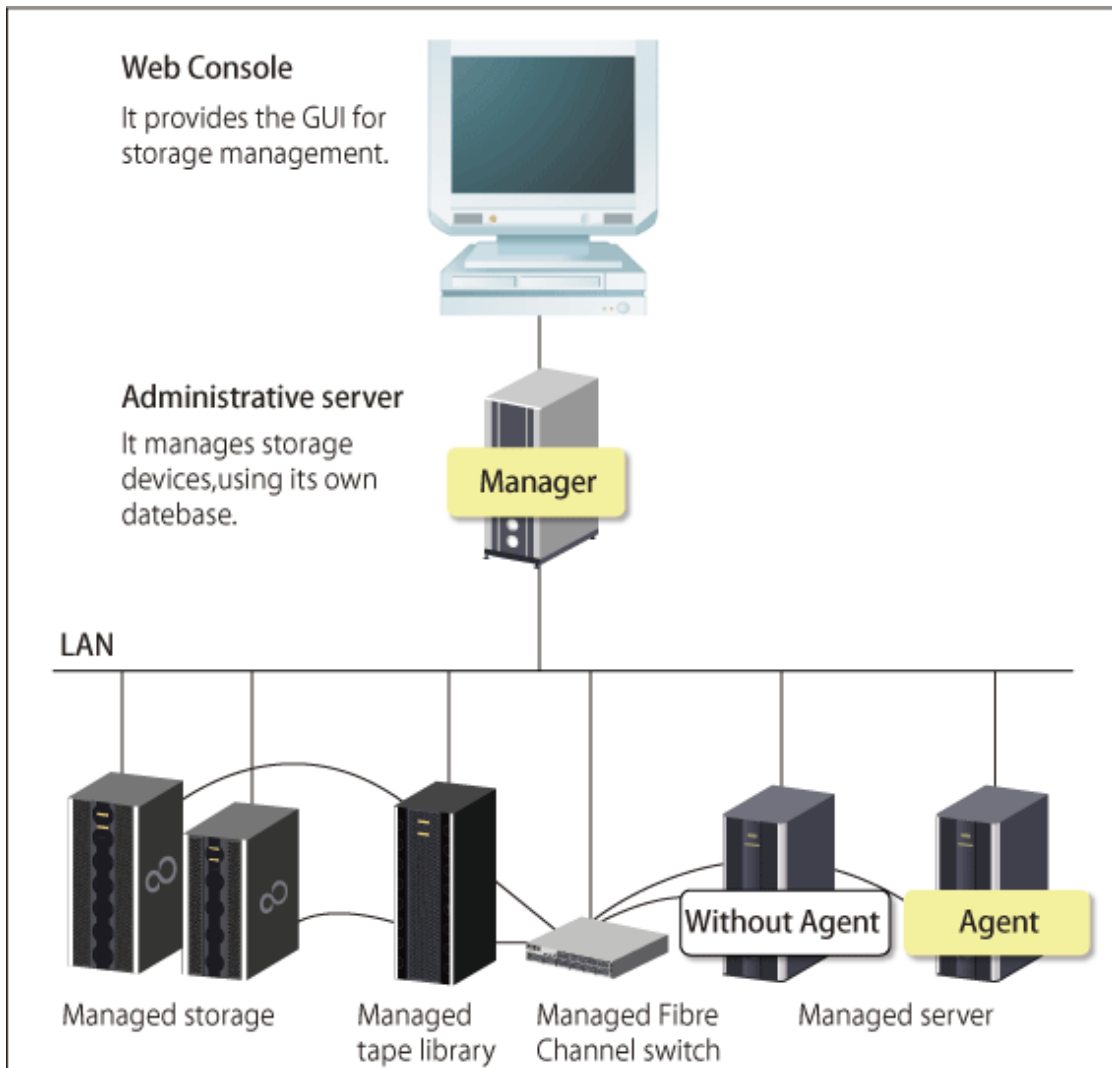 Web Console
It provides the GUI for
storage management.
Administrative server
It manages storage
devices,using its own
datebase.
Manager
LAN
Without Agent
Agent
Managed storage
Managed
tape library
Managed Fibre
Channel switch
Managed server